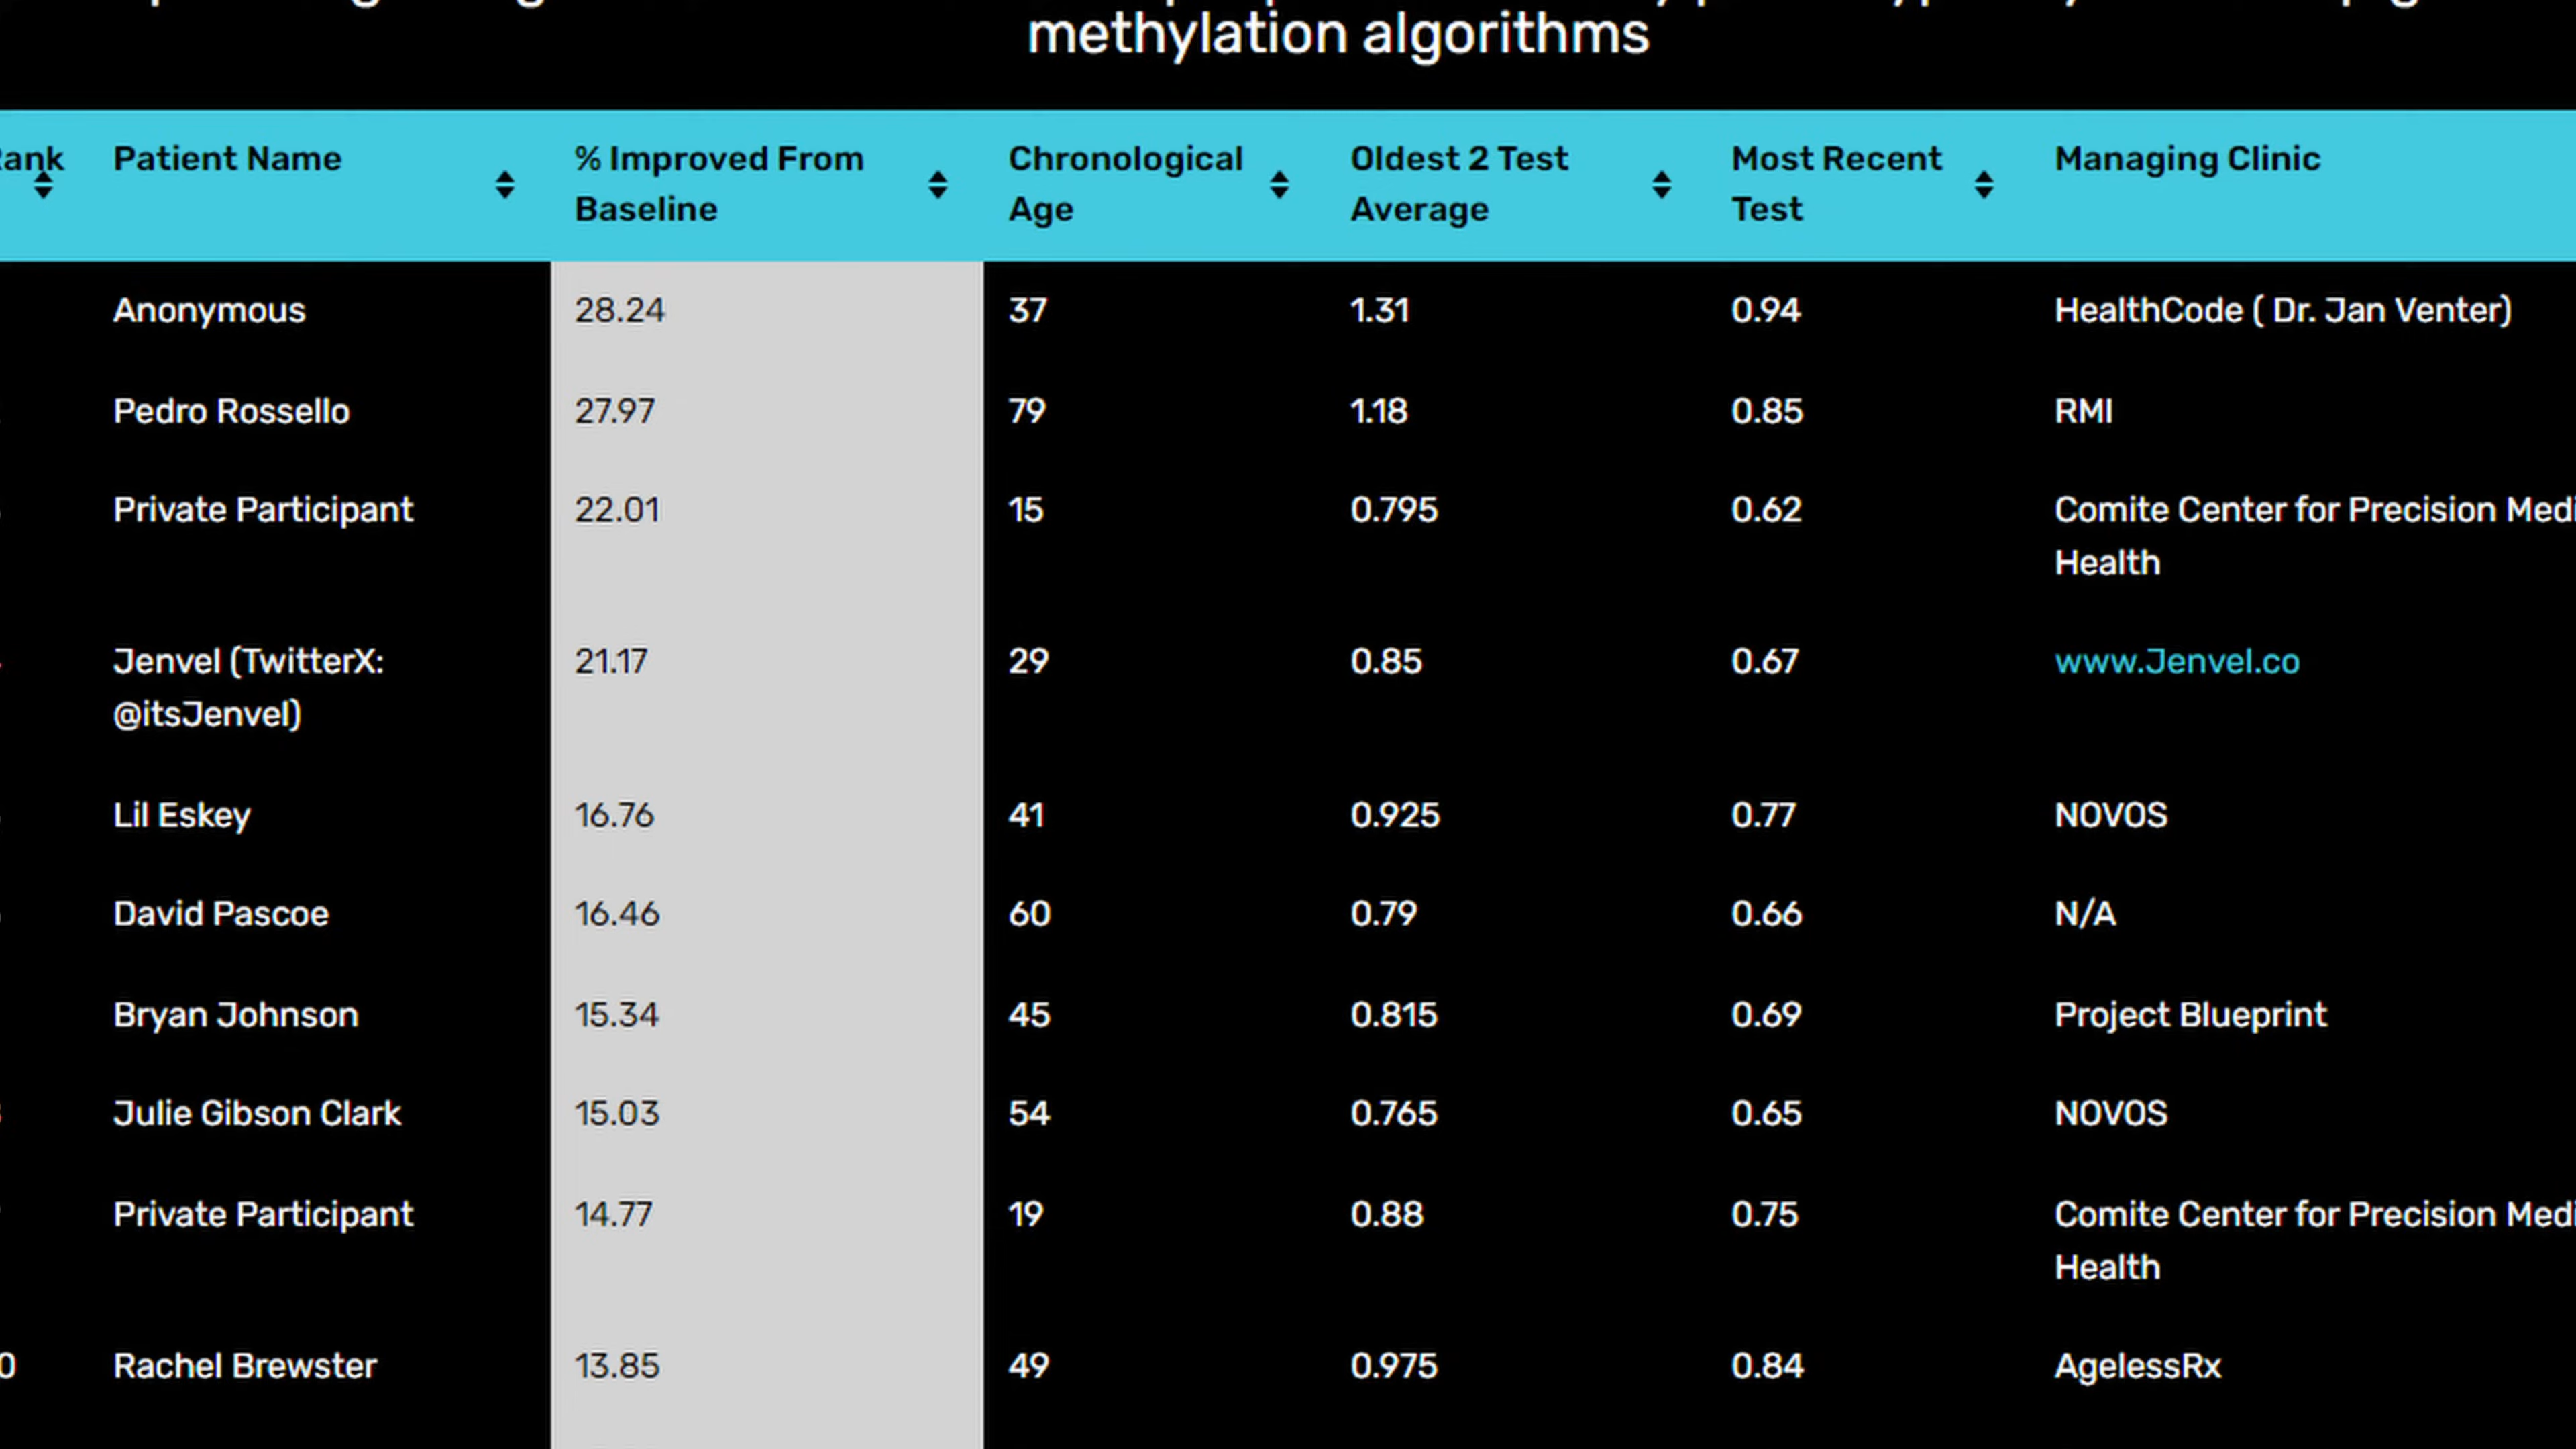 methylation algorithms
Patient Name % Improved From Baseline Chronological Age Oldest 2 Test Average Most Recent Test Managing Clinic
Anonymous 28.24 37 1.31 0.94 HealthCode ( Dr. Jan Venter)
Pedro Rossello 27.97 79 1.18 0.85 RMI
Private Participant 22.01 15 0.795 0.62 Comite Center for Precision
Health
Jenvel (TwitterX: 21.17 29 0.85 0.67 www.Jenvel.co
@itsJenvel)
Lil Eskey 16.76 41 0.925 0.77 NOVOS
David Pascoe 16.46 60 0.79 0.66 N/A
Bryan Johnson 15.34 45 0.815 0.69 Project Blueprint
Julie Gibson Clark 15.03 54 0.765 0.65 NOVOS
Private Participant 14.77 19 0.88 0.75 Comite Center for Precision
Health
Rachel Brewster 13.85 49 0.975 0.84 AgelessRx